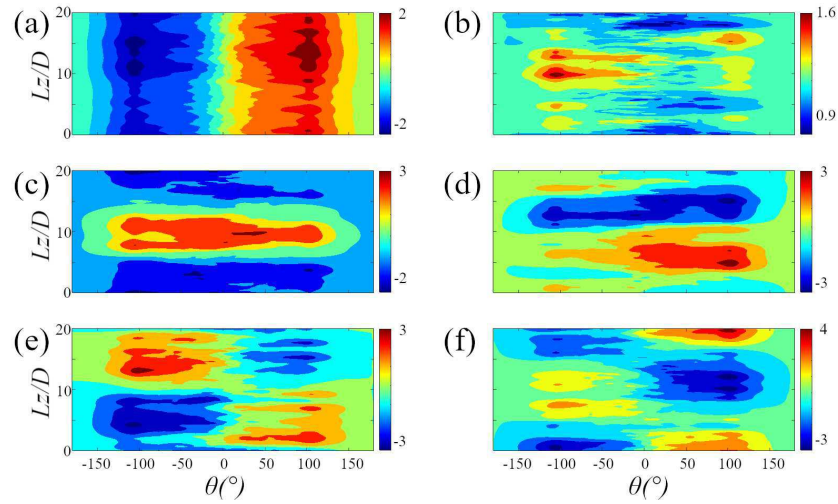 (a) 20 10 0 Lz/D 2 -2
(b) 1.6 0.9
(c) 20 10 0 Lz/D 3 -2
(d) 3 -3
(e) 20 10 0 Lz/D 3 -3
(f) 4 -3
-150 -100 -50 0 50 100 150
-150 -100 -50 0 50 100 150
θ(°) θ(°)